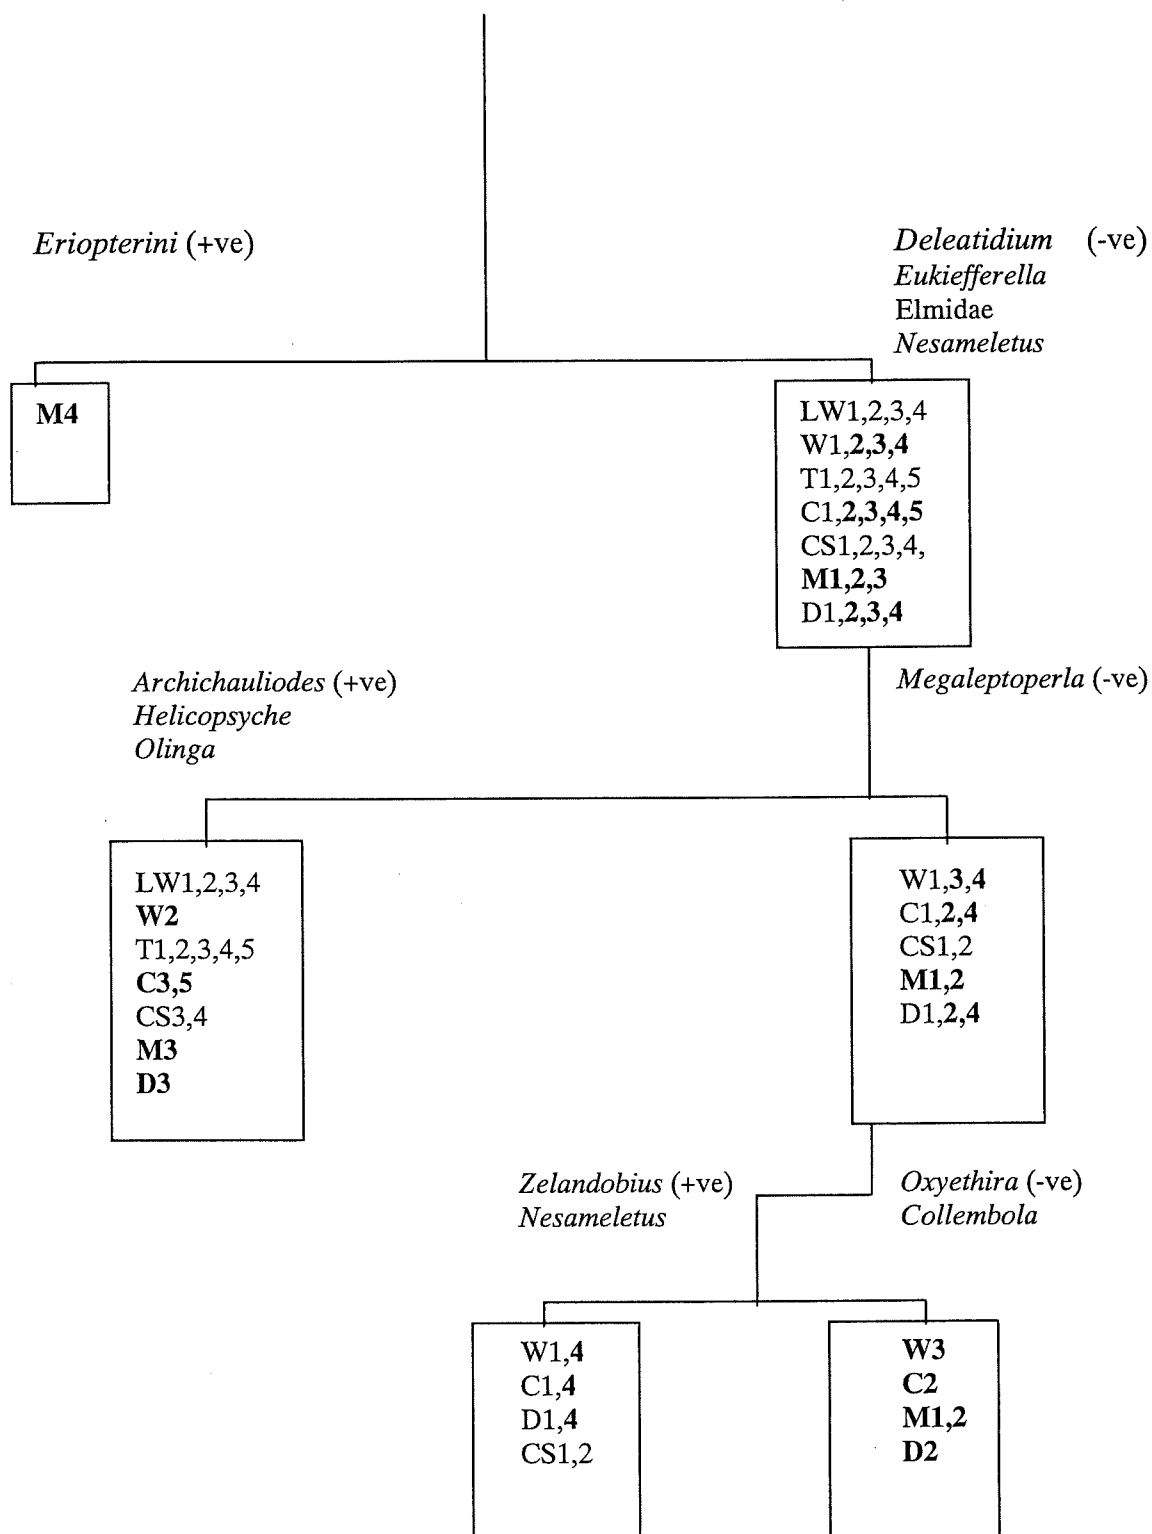 Eriopterini (+ve)
Deleatidium (-ve)
Eukiefferella
Elmidae
Nesameletus
M4
LW1,2,3,4
W1,2,3,4
T1,2,3,4,5
C1,2,3,4,5
CS1,2,3,4,
M1,2,3
D1,2,3,4
Archichauliodes (+ve)
Helicopsyche
Olinga
Megaleptoperla (-ve)
LW1,2,3,4
W2
T1,2,3,4,5
C3,5
CS3,4
M3
D3
W1,3,4
C1,2,4
CS1,2
M1,2
D1,2,4
Zelandobius (+ve)
Nesameletus
Oxyethira (-ve)
Collembola
W1,4
C1,4
D1,4
CS1,2
W3
C2
M1,2
D2